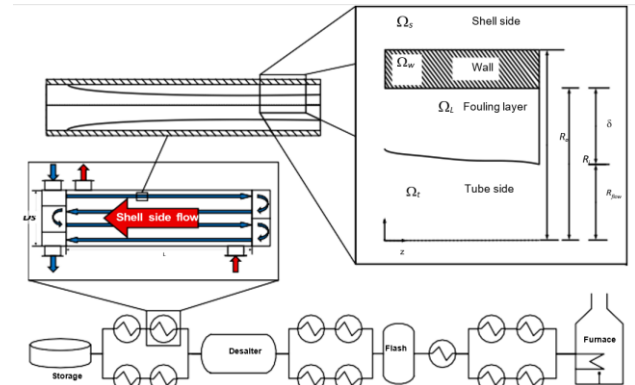 Ωs Shell side
Ωw Wall
ΩL Fouling layer
Ro
Ri
δ
Ωt Tube side
Rflow
z
Shell side flow
L
Storage
Desalter
Flash
Furnace